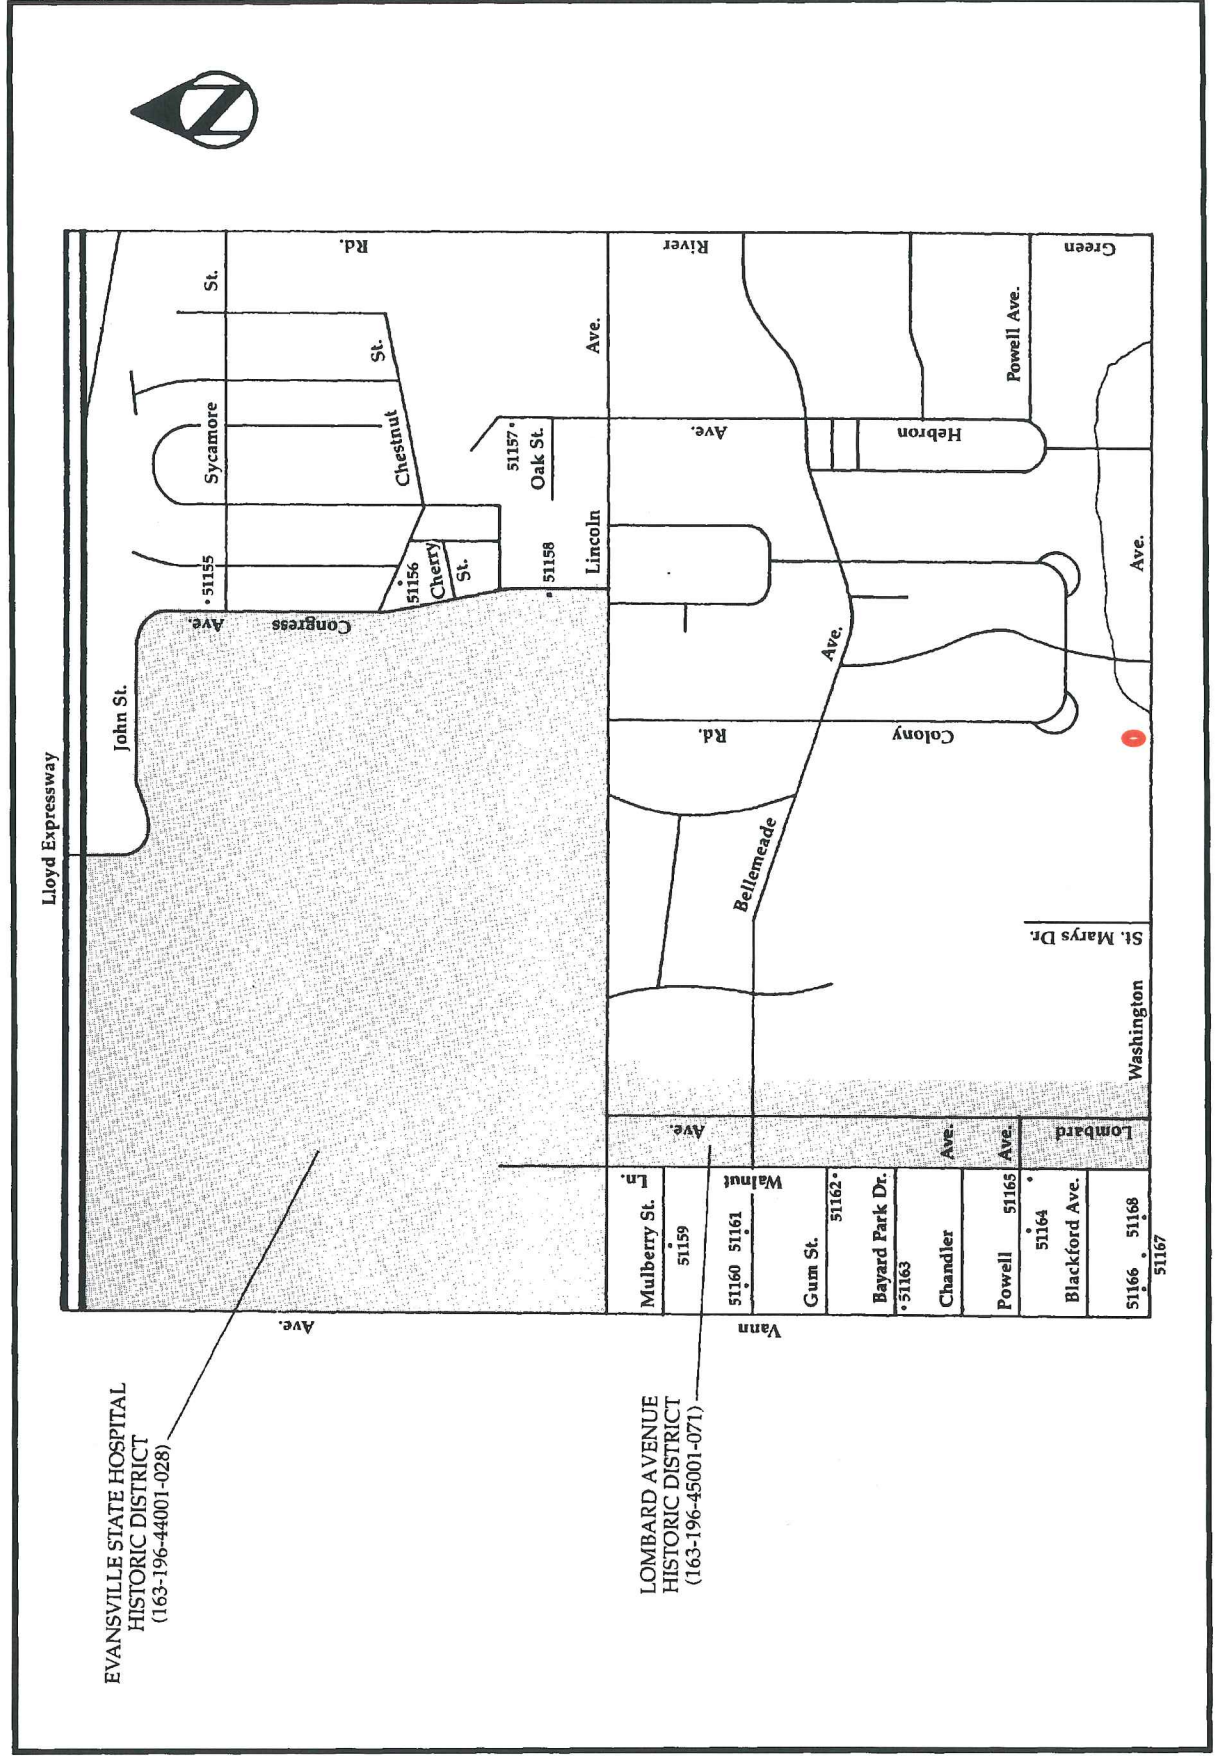 N
EVANSVILLE STATE HOSPITAL
HISTORIC DISTRICT
(163-196-44001-028)
LOMBARD AVENUE
HISTORIC DISTRICT
(163-196-45001-071)
Lloyd Expressway
John St.
Ave.
Congress
• 51155
Sycamore
St.
Rd.
51156
Cherry
St.
Chestnut
St.
51157
Oak St.
51158
Lincoln
Ave.
Ave.
Vann
Mulberry St.
Ln.
51159
51160
51161
Walnut
Ave.
Gum St.
51162
Bayard Park Dr.
• 51163
Chandler
Ave.
Powell
51165
Ave.
51164
Blackford Ave.
Lombard
51166
51168
51167
Washington
Ave.
St. Marys Dr.
Bellemeade
Ave.
Rd.
Colony
Ave.
Hebron
River
Powell Ave.
Green